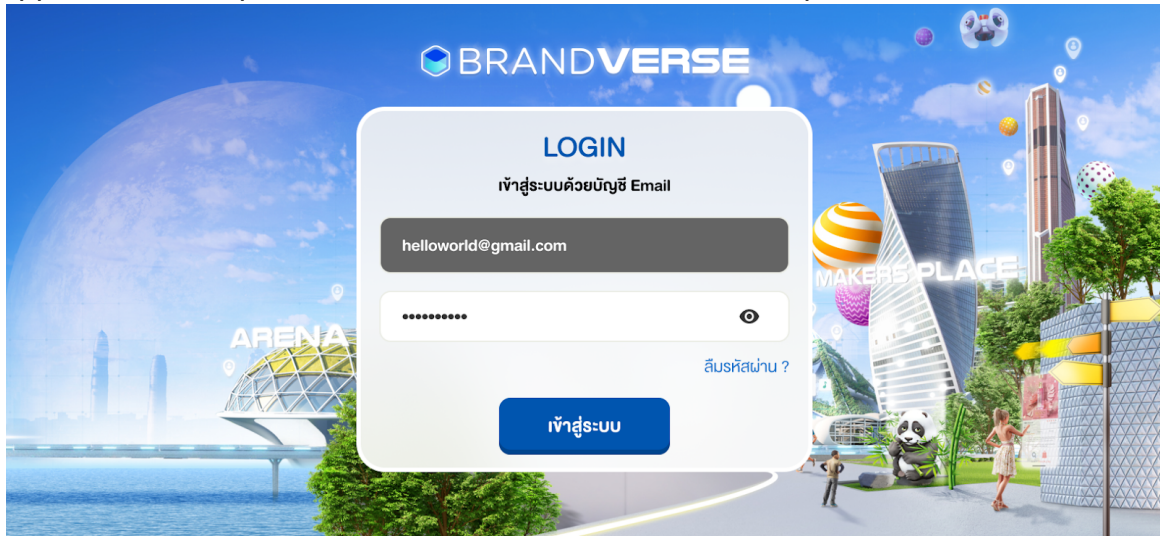 BRANDVERSE
LOGIN
เข้าสู่ระบบด้วยบัญชี Email
helloworld@gmail.com
••••••••••
ลืมรหัสผ่าน ?
เข้าสู่ระบบ
ARENA
MAKERS' PLACE